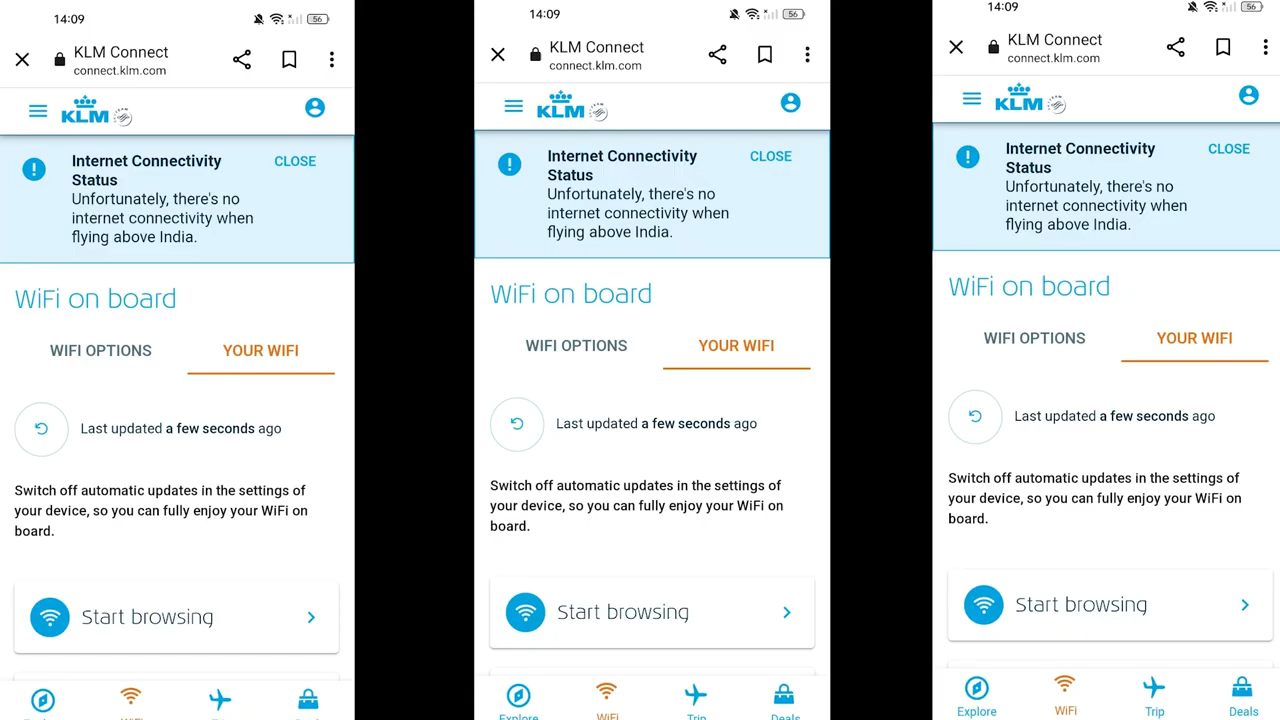 14:09
56
KLM Connect
connect.klm.com
KLM
Internet Connectivity
Status
CLOSE
Unfortunately, there's no
internet connectivity when
flying above India.
WiFi on board
WIFI OPTIONS
YOUR WIFI
Last updated a few seconds ago
Switch off automatic updates in the settings of
your device, so you can fully enjoy your WiFi on
board.
Start browsing
14:09
56
KLM Connect
connect.klm.com
KLM
Internet Connectivity
Status
CLOSE
Unfortunately, there's no
internet connectivity when
flying above India.
WiFi on board
WIFI OPTIONS
YOUR WIFI
Last updated a few seconds ago
Switch off automatic updates in the settings of
your device, so you can fully enjoy your WiFi on
board.
Start browsing
Explore
WiFi
Trip
Deals
14:09
56
KLM Connect
connect.klm.com
KLM
Internet Connectivity
Status
CLOSE
Unfortunately, there's no
internet connectivity when
flying above India.
WiFi on board
WIFI OPTIONS
YOUR WIFI
Last updated a few seconds ago
Switch off automatic updates in the settings of
your device, so you can fully enjoy your WiFi on
board.
Start browsing
Explore
WiFi
Trip
Deals